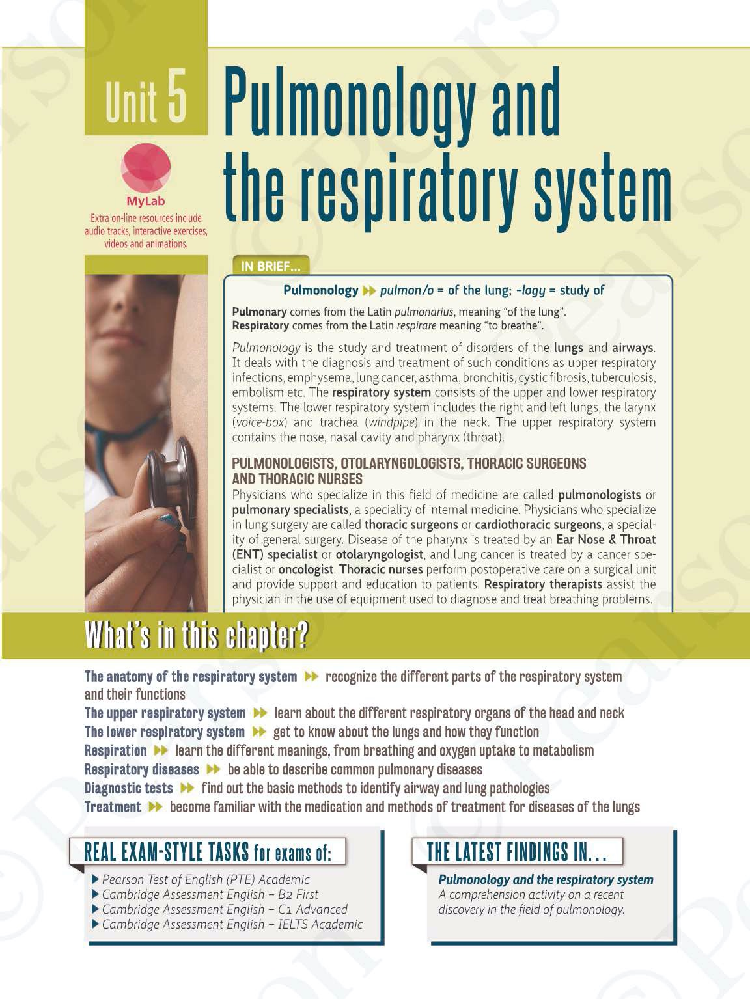 Unit 5
Pulmonology and
the respiratory system
MyLab
Extra on-line resources include
audio tracks, interactive exercises,
videos and animations.
IN BRIEF...
Pulmonology pulmon/o = of the lung; -logy = study of
Pulmonary comes from the Latin pulmonarius, meaning “of the lung”.
Respiratory comes from the Latin respirare meaning “to breathe”.
Pulmonology is the study and treatment of disorders of the lungs and airways.
It deals with the diagnosis and treatment of such conditions as upper respiratory
infections, emphysema, lung cancer, asthma, bronchitis, cystic fibrosis, tuberculosis,
embolism etc. The respiratory system consists of the upper and lower respiratory
systems. The lower respiratory system includes the right and left lungs, the larynx
(voice-box) and trachea (windpipe) in the neck. The upper respiratory system
contains the nose, nasal cavity and pharynx (throat).
PULMONOLOGISTS, OTOLARYNGOLOGISTS, THORACIC SURGEONS
AND THORACIC NURSES
Physicians who specialize in this field of medicine are called pulmonologists or
pulmonary specialists, a speciality of internal medicine. Physicians who specialize
in lung surgery are called thoracic surgeons or cardiothoracic surgeons, a special-
ity of general surgery. Disease of the pharynx is treated by an Ear Nose & Throat
(ENT) specialist or otolaryngologist, and lung cancer is treated by a cancer spe-
cialist or oncologist. Thoracic nurses perform postoperative care on a surgical unit
and provide support and education to patients. Respiratory therapists assist the
physician in the use of equipment used to diagnose and treat breathing problems.
What’s in this chapter?
The anatomy of the respiratory system recognize the different parts of the respiratory system
and their functions
The upper respiratory system learn about the different respiratory organs of the head and neck
The lower respiratory system get to know about the lungs and how they function
Respiration learn the different meanings, from breathing and oxygen uptake to metabolism
Respiratory diseases be able to describe common pulmonary diseases
Diagnostic tests find out the basic methods to identify airway and lung pathologies
Treatment become familiar with the medication and methods of treatment for diseases of the lungs
REAL EXAM-STYLE TASKS for exams of:
Pearson Test of English (PTE) Academic
Cambridge Assessment English – B2 First
Cambridge Assessment English – C1 Advanced
Cambridge Assessment English – IELTS Academic
THE LATEST FINDINGS IN...
Pulmonology and the respiratory system
A comprehension activity on a recent
discovery in the field of pulmonology.
© Pearson